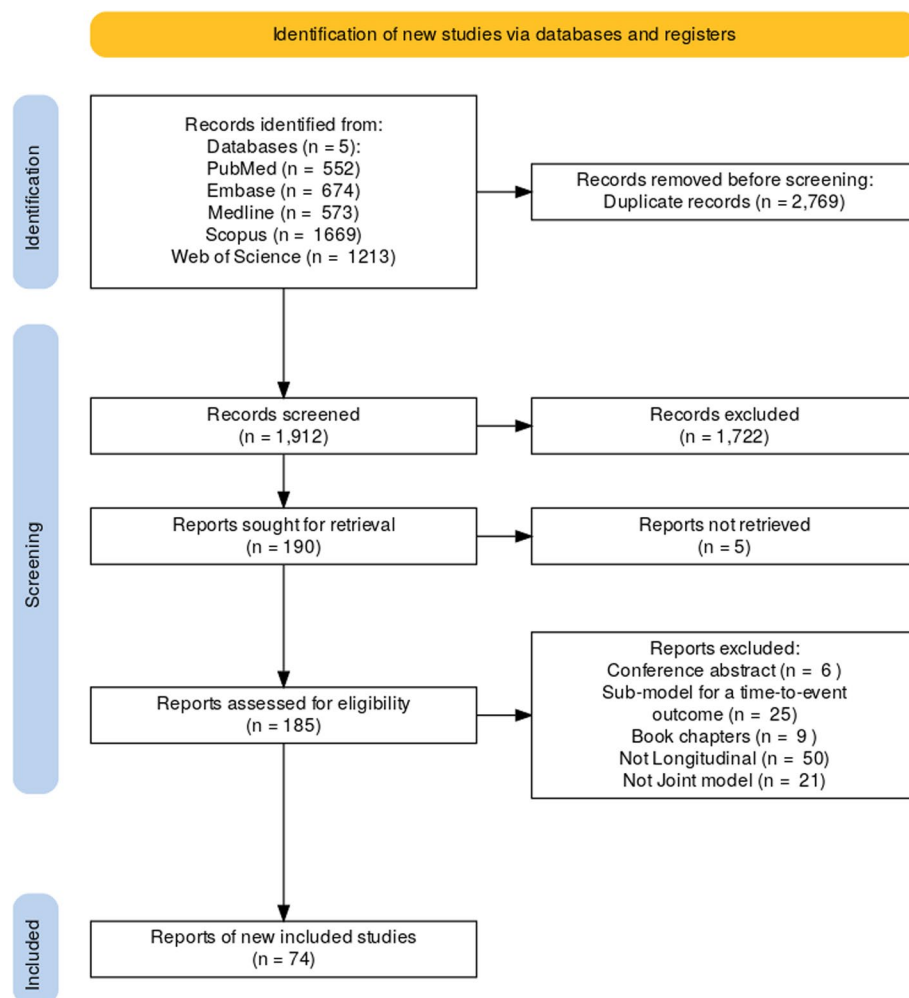 Identification of new studies via databases and registers
Identification
Records identified from:
Databases (n = 5):
PubMed (n = 552)
Embase (n = 674)
Medline (n = 573)
Scopus (n = 1669)
Web of Science (n = 1213)
Records removed before screening:
Duplicate records (n = 2,769)
Screening
Records screened
(n = 1,912)
Records excluded
(n = 1,722)
Reports sought for retrieval
(n = 190)
Reports not retrieved
(n = 5)
Reports assessed for eligibility
(n = 185)
Reports excluded:
Conference abstract (n = 6 )
Sub-model for a time-to-event
outcome (n = 25)
Book chapters (n = 9 )
Not Longitudinal (n = 50)
Not Joint model (n = 21)
Included
Reports of new included studies
(n = 74)